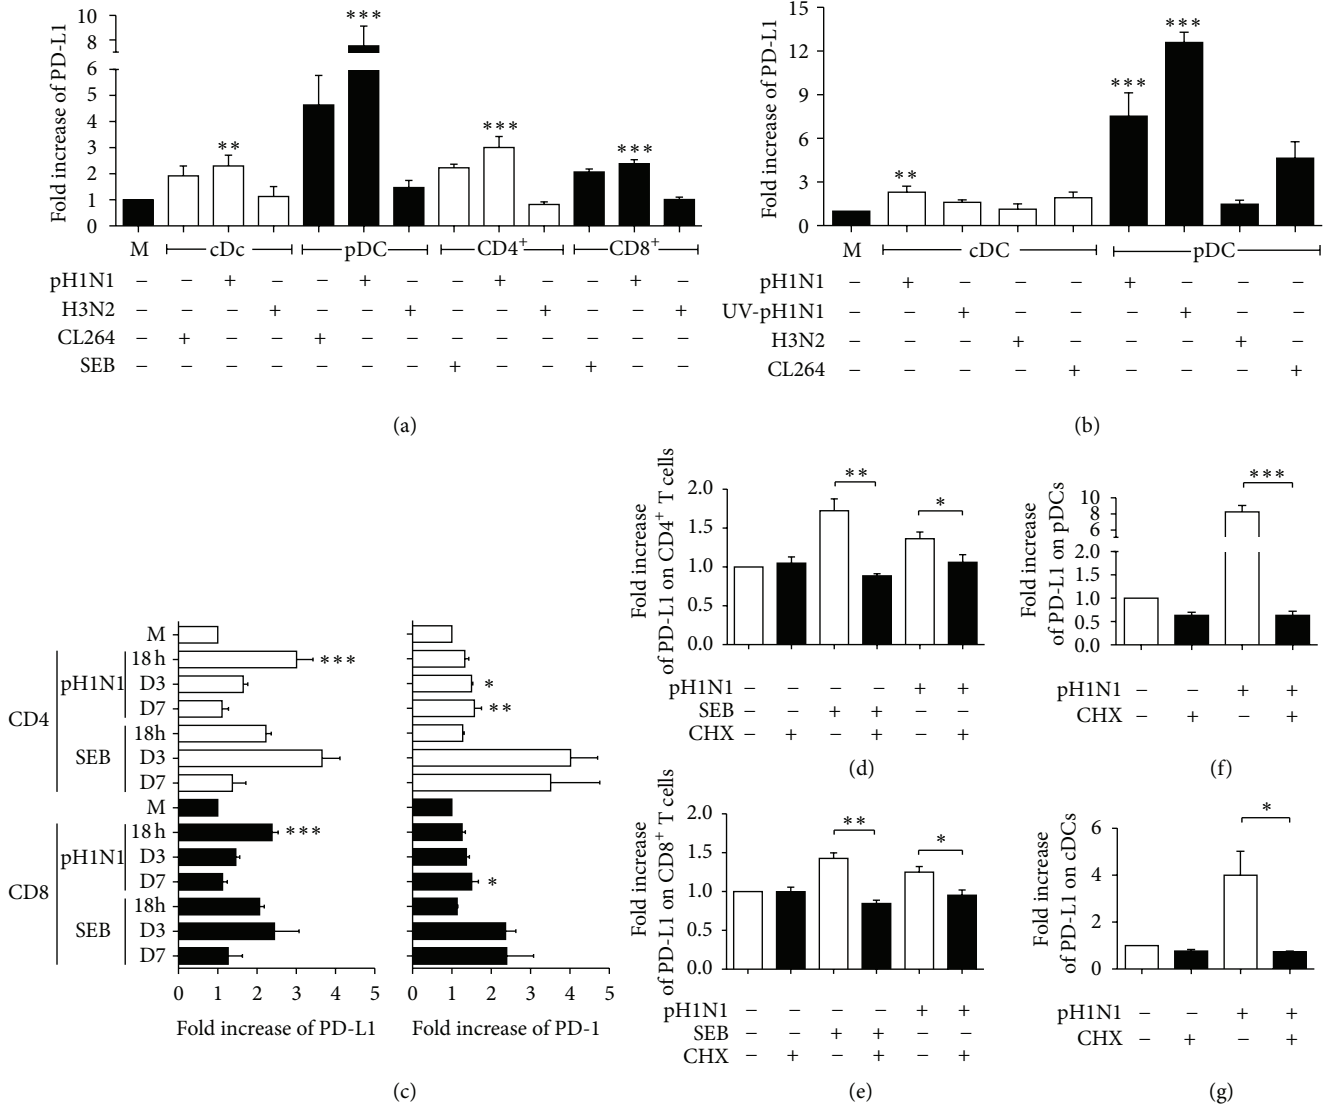 Fold increase of PD-L1
10
8
6
5
4
3
2
1
0
** *** *** ***
M cDc pDC CD4+ CD8+
pH1N1 − − + − − + − − + − − + −
H3N2 − − − + − − + − − + − − +
CL264 − + − − + − − − − − − − −
SEB − − − − − − − + − − + − −
(a)
Fold increase of PD-L1
15
12
9
6
3
0
** *** ***
M cDC pDC
pH1N1 − + − − − + − − −
UV-pH1N1 − − + − − − + − −
H3N2 − − − + − − − + −
CL264 − − − − + − − − +
(b)
CD4
CD8
pH1N1
SEB
pH1N1
SEB
M
18h ***
D3 *
D7 **
18h
D3
D7
M
18h ***
D3
D7 *
18h
D3
D7
0 1 2 3 4 5
Fold increase of PD-L1
0 1 2 3 4 5
Fold increase of PD-1
(c)
Fold increase
of PD-L1 on CD4+ T cells
2.0
1.5
1.0
0.5
0.0
** *
pH1N1 − − − − + +
SEB − − + + − −
CHX − + − + − +
(d)
Fold increase
of PD-L1 on CD8+ T cells
2.0
1.5
1.0
0.5
0.0
** *
pH1N1 − − − − + +
SEB − − + + − −
CHX − + − + − +
(e)
Fold increase
of PD-L1 on pDCs
10
8
6
2.0
1.5
1.0
0.5
0.0
***
pH1N1 − − + +
CHX − + − +
(f)
Fold increase
of PD-L1 on cDCs
6
4
2
0
*
pH1N1 − − + +
CHX − + − +
(g)